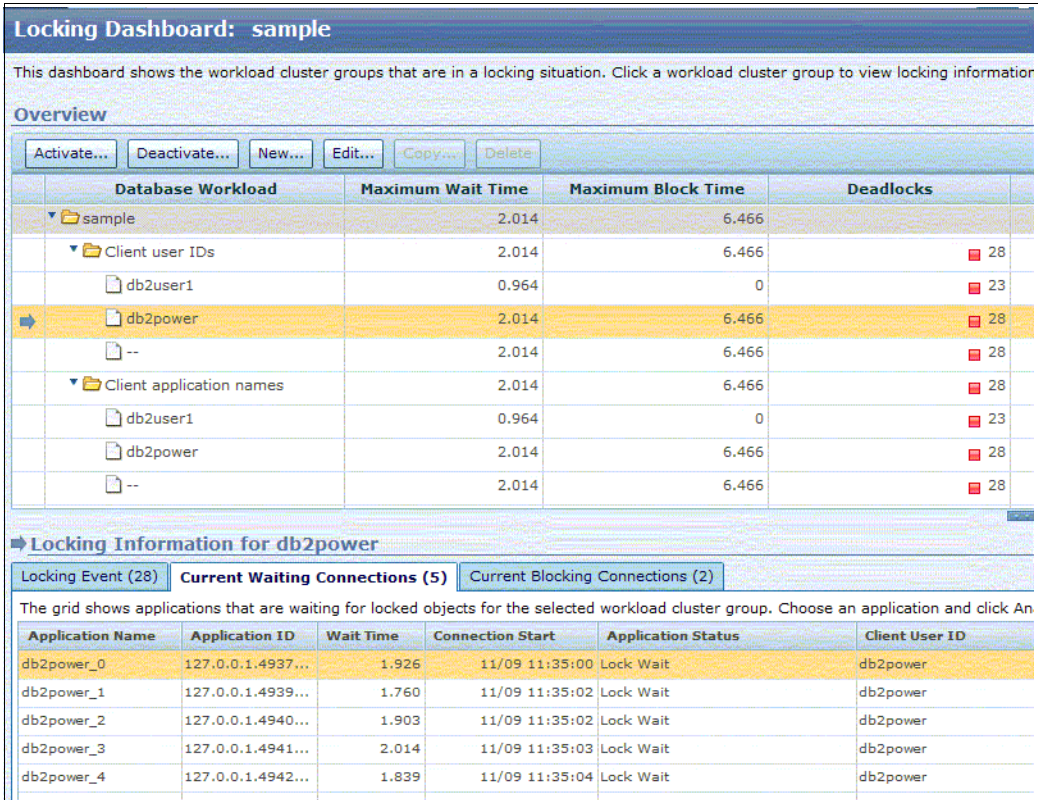 Locking Dashboard: sample
This dashboard shows the workload cluster groups that are in a locking situation. Click a workload cluster group to view locking information
Overview
Activate... Deactivate... New... Edit... Copy... Delete
Database Workload Maximum Wait Time Maximum Block Time Deadlocks
sample 2.014 6.466
Client user IDs 2.014 6.466 28
db2user1 0.964 0 23
db2power 2.014 6.466 28
-- 2.014 6.466 28
Client application names 2.014 6.466 28
db2user1 0.964 0 23
db2power 2.014 6.466 28
-- 2.014 6.466 28
Locking Information for db2power
Locking Event (28) Current Waiting Connections (5) Current Blocking Connections (2)
The grid shows applications that are waiting for locked objects for the selected workload cluster group. Choose an application and click An
Application Name Application ID Wait Time Connection Start Application Status Client User ID
db2power_0 127.0.0.1.4937... 1.926 11/09 11:35:00 Lock Wait db2power
db2power_1 127.0.0.1.4939... 1.760 11/09 11:35:02 Lock Wait db2power
db2power_2 127.0.0.1.4940... 1.903 11/09 11:35:02 Lock Wait db2power
db2power_3 127.0.0.1.4941... 2.014 11/09 11:35:03 Lock Wait db2power
db2power_4 127.0.0.1.4942... 1.839 11/09 11:35:04 Lock Wait db2power